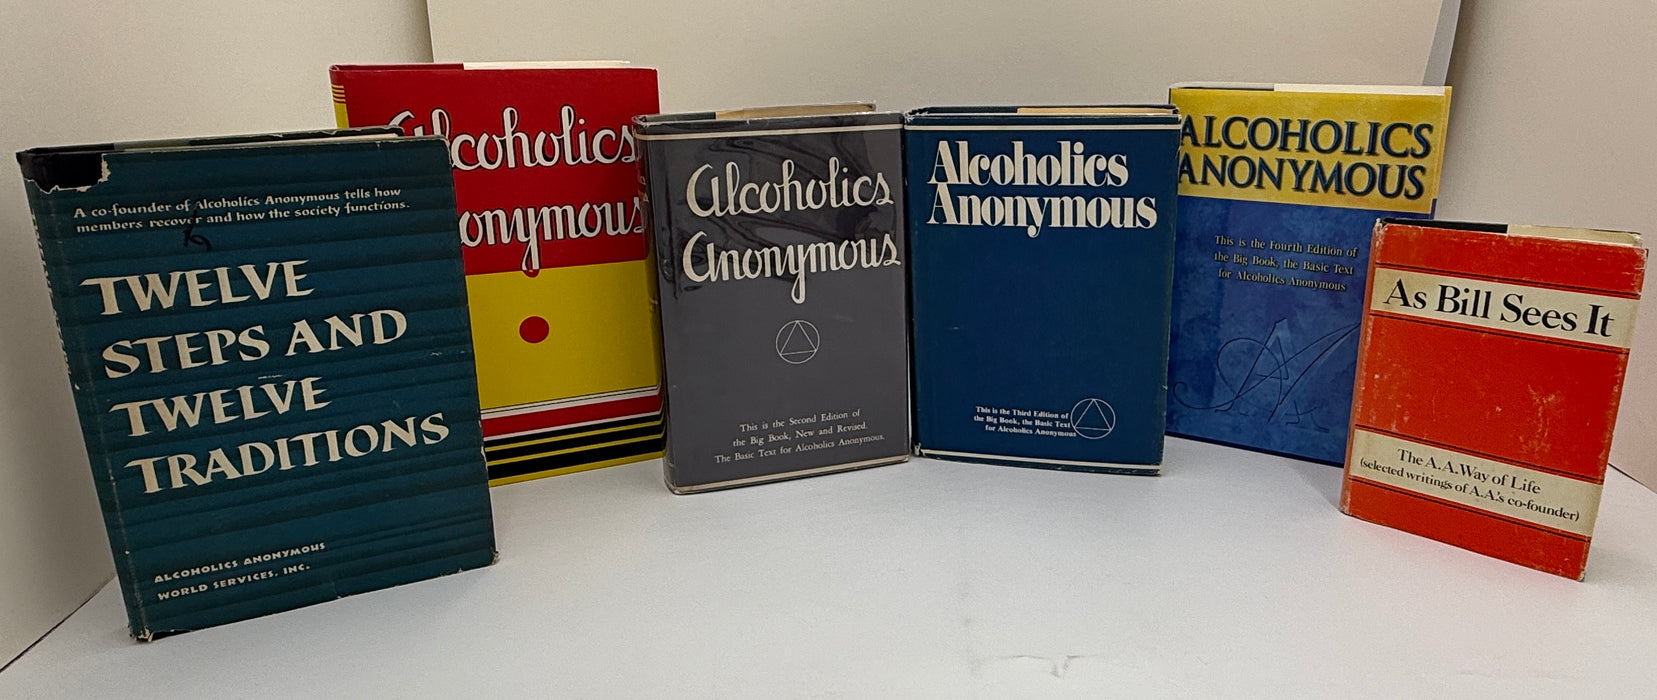 A co-founder of Alcoholics Anonymous tells how
members recover and how the society functions.
TWELVE
STEPS AND
TWELVE
TRADITIONS
ALCOHOLICS ANONYMOUS
WORLD SERVICES, INC.
Alcoholics
onymous
Alcoholics
Anonymous
This is the Second Edition of
the Big Book, New and Revised.
The Basic Text for Alcoholics Anonymous.
Alcoholics
Anonymous
This is the Third Edition of
the Big Book, the Basic Text
for Alcoholics Anonymous
ALCOHOLICS
ANONYMOUS
This is the Fourth Edition of
the Big Book, the Basic Text
for Alcoholics Anonymous
AA
As Bill Sees It
The A.A. Way of Life
(selected writings of A.A.'s co-founder)